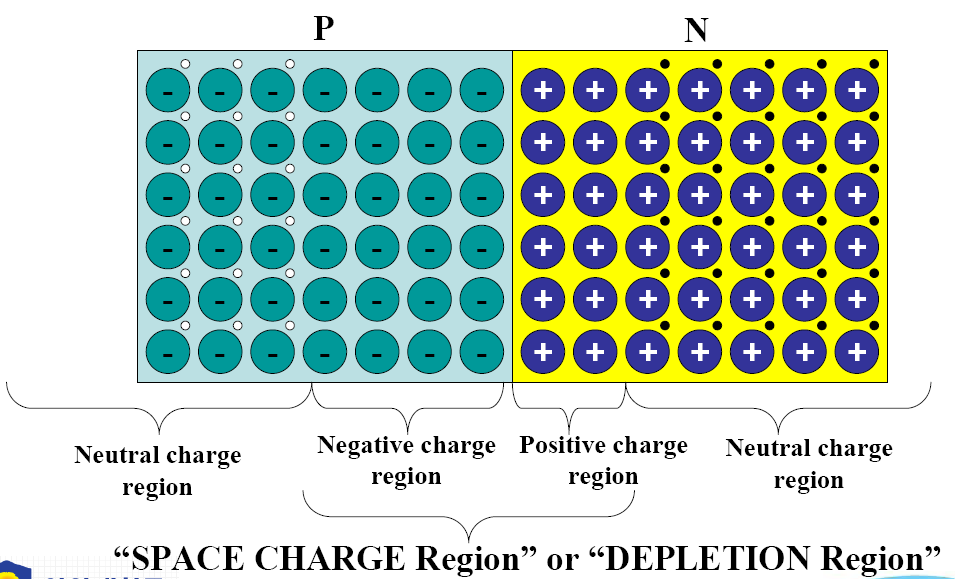 P N
- - - - - - - + + + + + + +
- - - - - - - + + + + + + +
- - - - - - - + + + + + + +
- - - - - - - + + + + + + +
- - - - - - - + + + + + + +
- - - - - - - + + + + + + +
Neutral charge
region
Negative charge
region
Positive charge
region
Neutral charge
region
“SPACE CHARGE Region” or “DEPLETION Region”